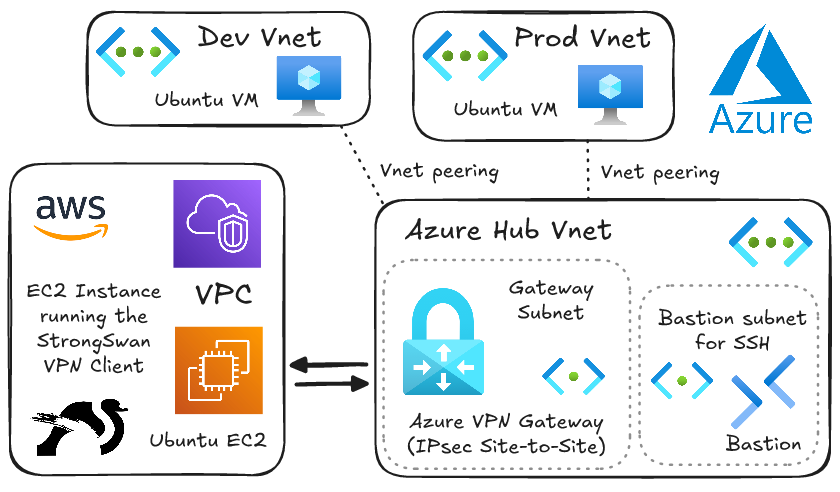 Dev Vnet
Ubuntu VM
Prod Vnet
Ubuntu VM
Azure
Vnet peering
Vnet peering
aws
VPC
EC2 Instance
running the
StrongSwan
VPN Client
Ubuntu EC2
Azure Hub Vnet
Gateway
Subnet
Azure VPN Gateway
(IPsec Site-to-Site)
Bastion subnet
for SSH
Bastion